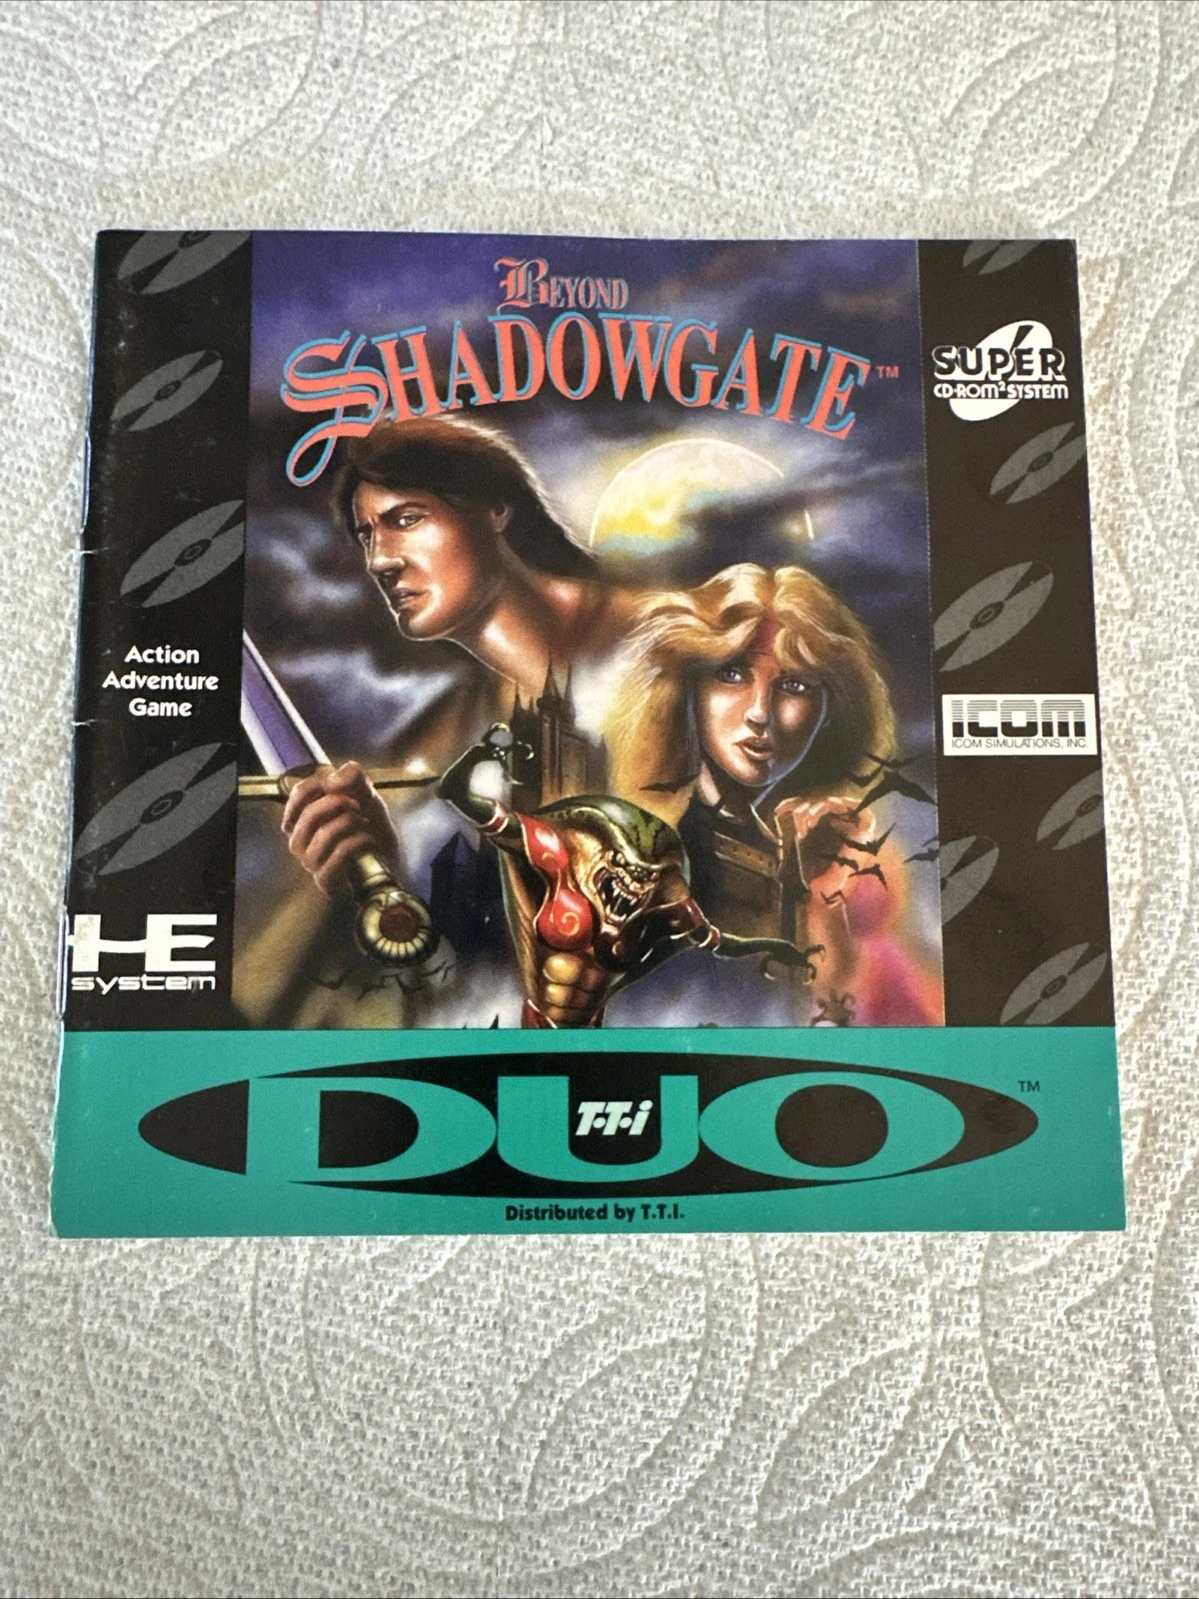 BEYOND
SHADOWGATE™
SUPER
CD-ROM² SYSTEM
Action
Adventure
Game
ICOM
ICOM SIMULATIONS, INC.
HE
system
DUO™
T·T·i
Distributed by T.T.I.